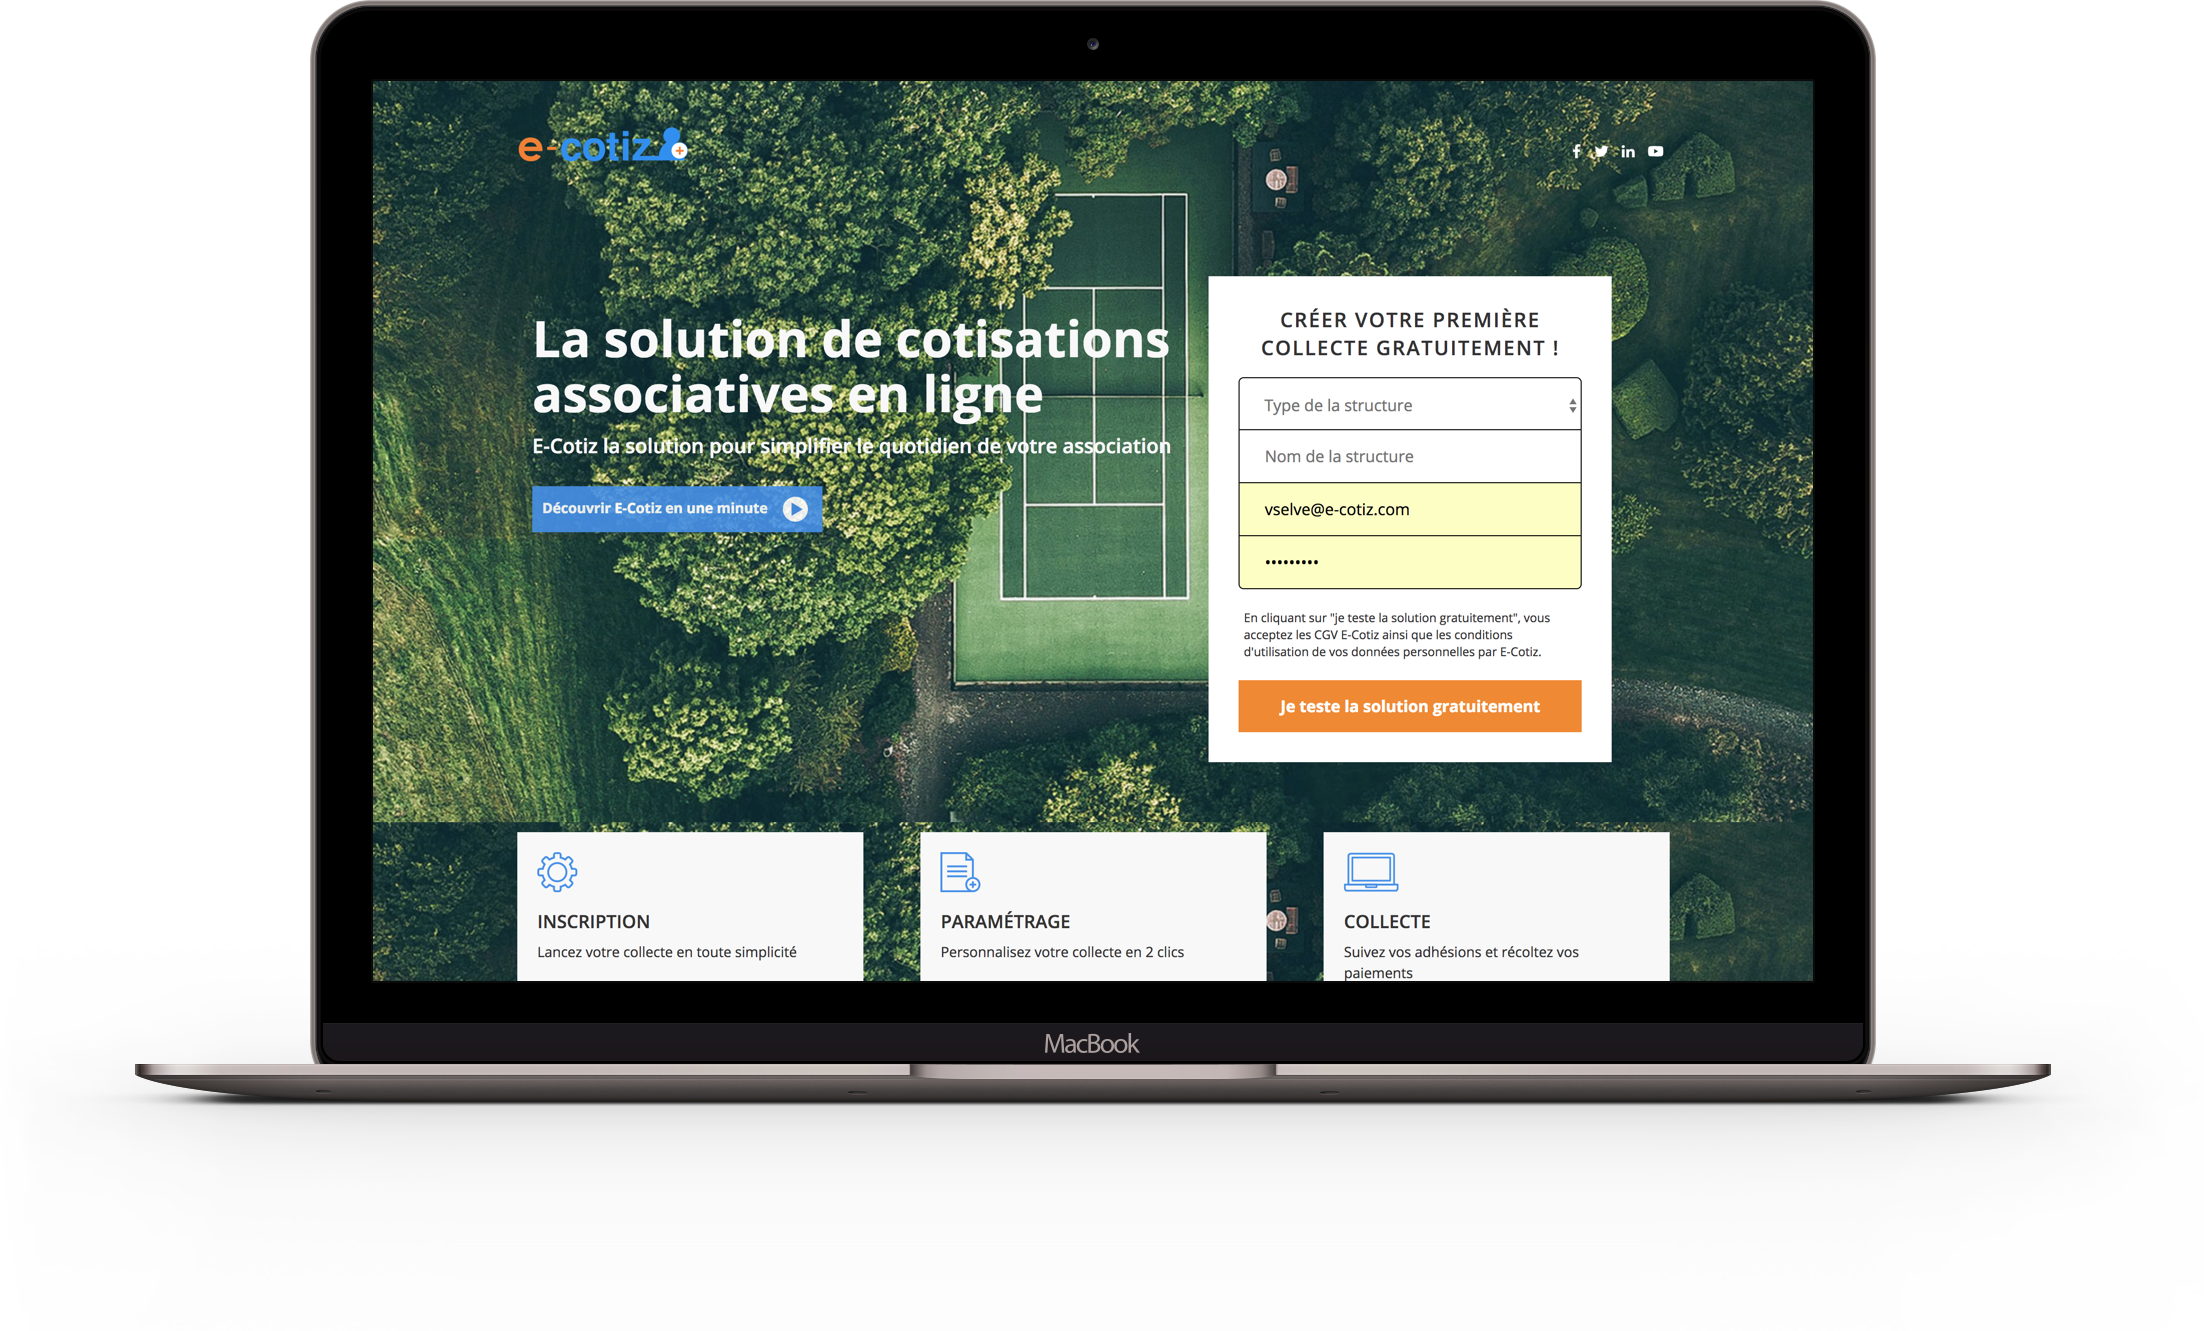 e-cotiz
La solution de cotisations
associatives en ligne
E-Cotiz la solution pour simplifier le quotidien de votre association
Découvrir E-Cotiz en une minute
CRÉER VOTRE PREMIÈRE
COLLECTE GRATUITEMENT !
Type de la structure
Nom de la structure
vselve@e-cotiz.com
•••••••••
En cliquant sur "je teste la solution gratuitement", vous
acceptez les CGV E-Cotiz ainsi que les conditions
d'utilisation de vos données personnelles par E-Cotiz.
Je teste la solution gratuitement
INSCRIPTION
Lancez votre collecte en toute simplicité
PARAMÉTRAGE
Personnalisez votre collecte en 2 clics
COLLECTE
Suivez vos adhésions et récoltez vos
paiements
MacBook